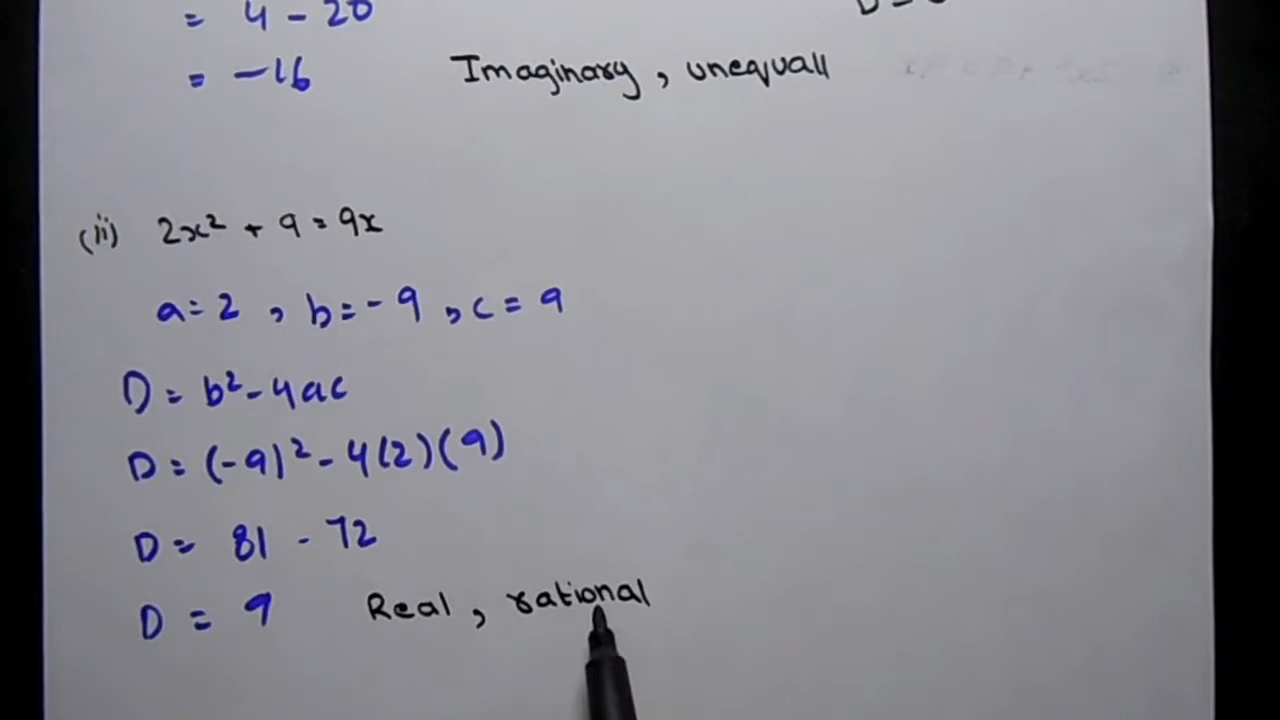 = 4 - 20
= -16 Imaginary, unequall
(ii) 2x² + 9 = 9x
a = 2, b = -9, c = 9
D = b² - 4ac
D = (-9)² - 4(2)(9)
D = 81 - 72
D = 9 Real, rational